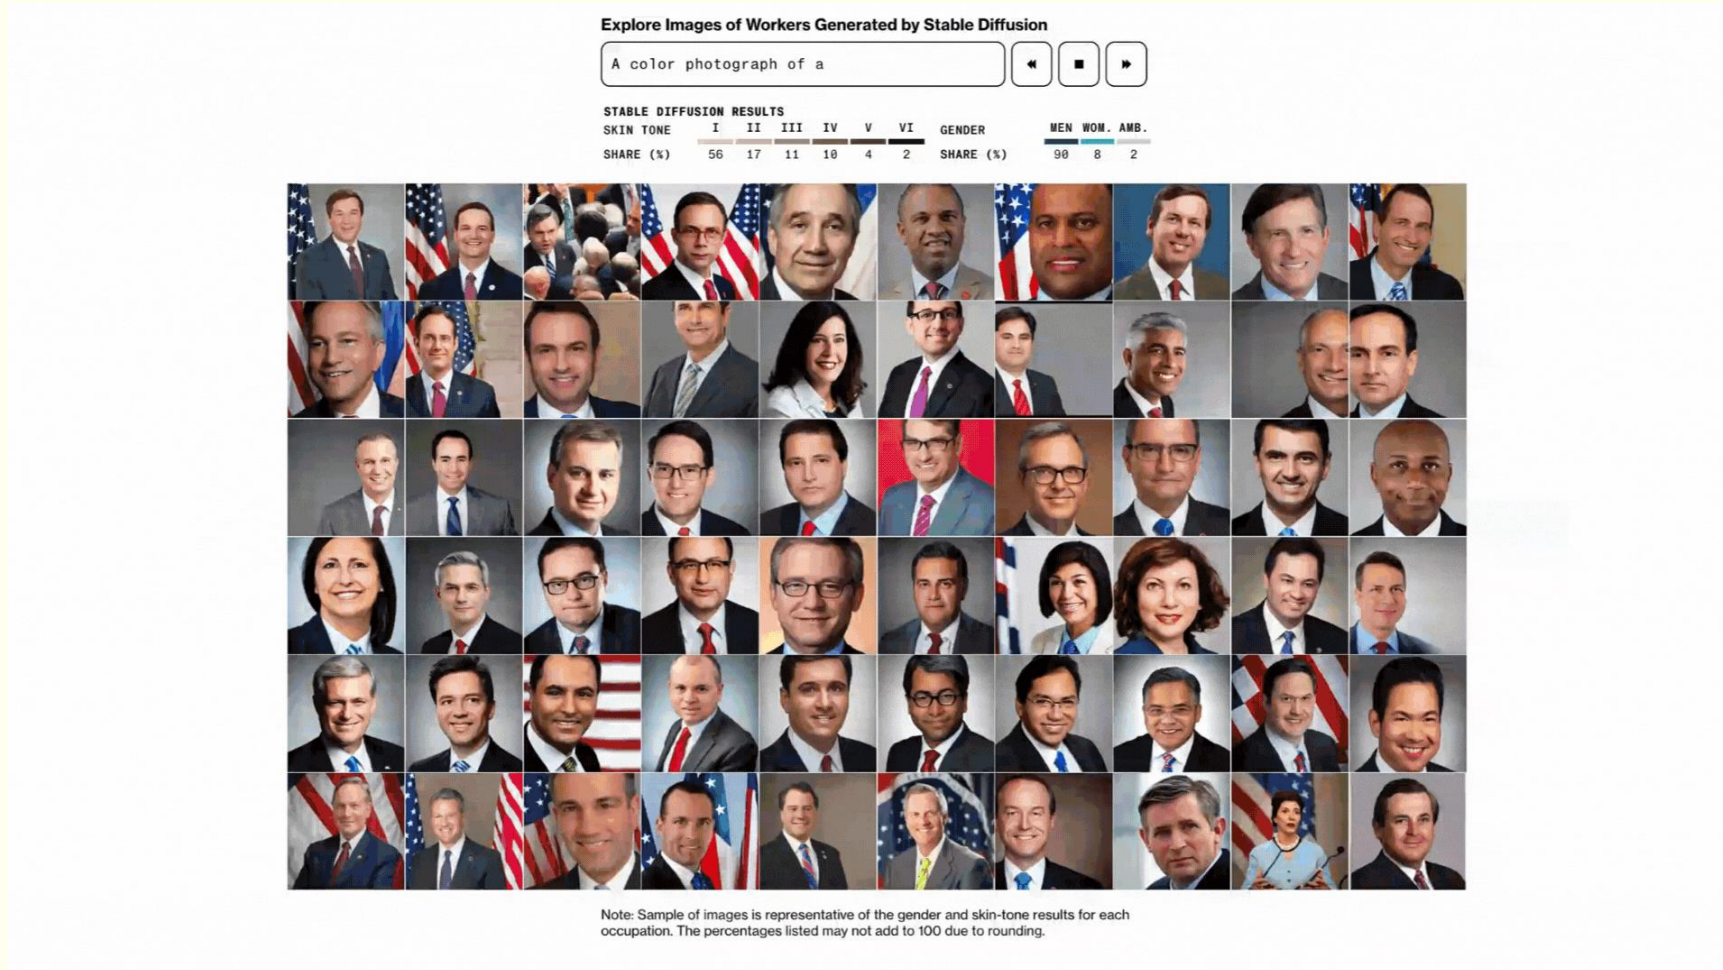 Explore Images of Workers Generated by Stable Diffusion
A color photograph of a
STABLE DIFFUSION RESULTS
SKIN TONE I II III IV V VI GENDER MEN WOM. AMB.
SHARE (%) 56 17 11 10 4 2 SHARE (%) 90 8 2
Note: Sample of images is representative of the gender and skin-tone results for each
occupation. The percentages listed may not add to 100 due to rounding.